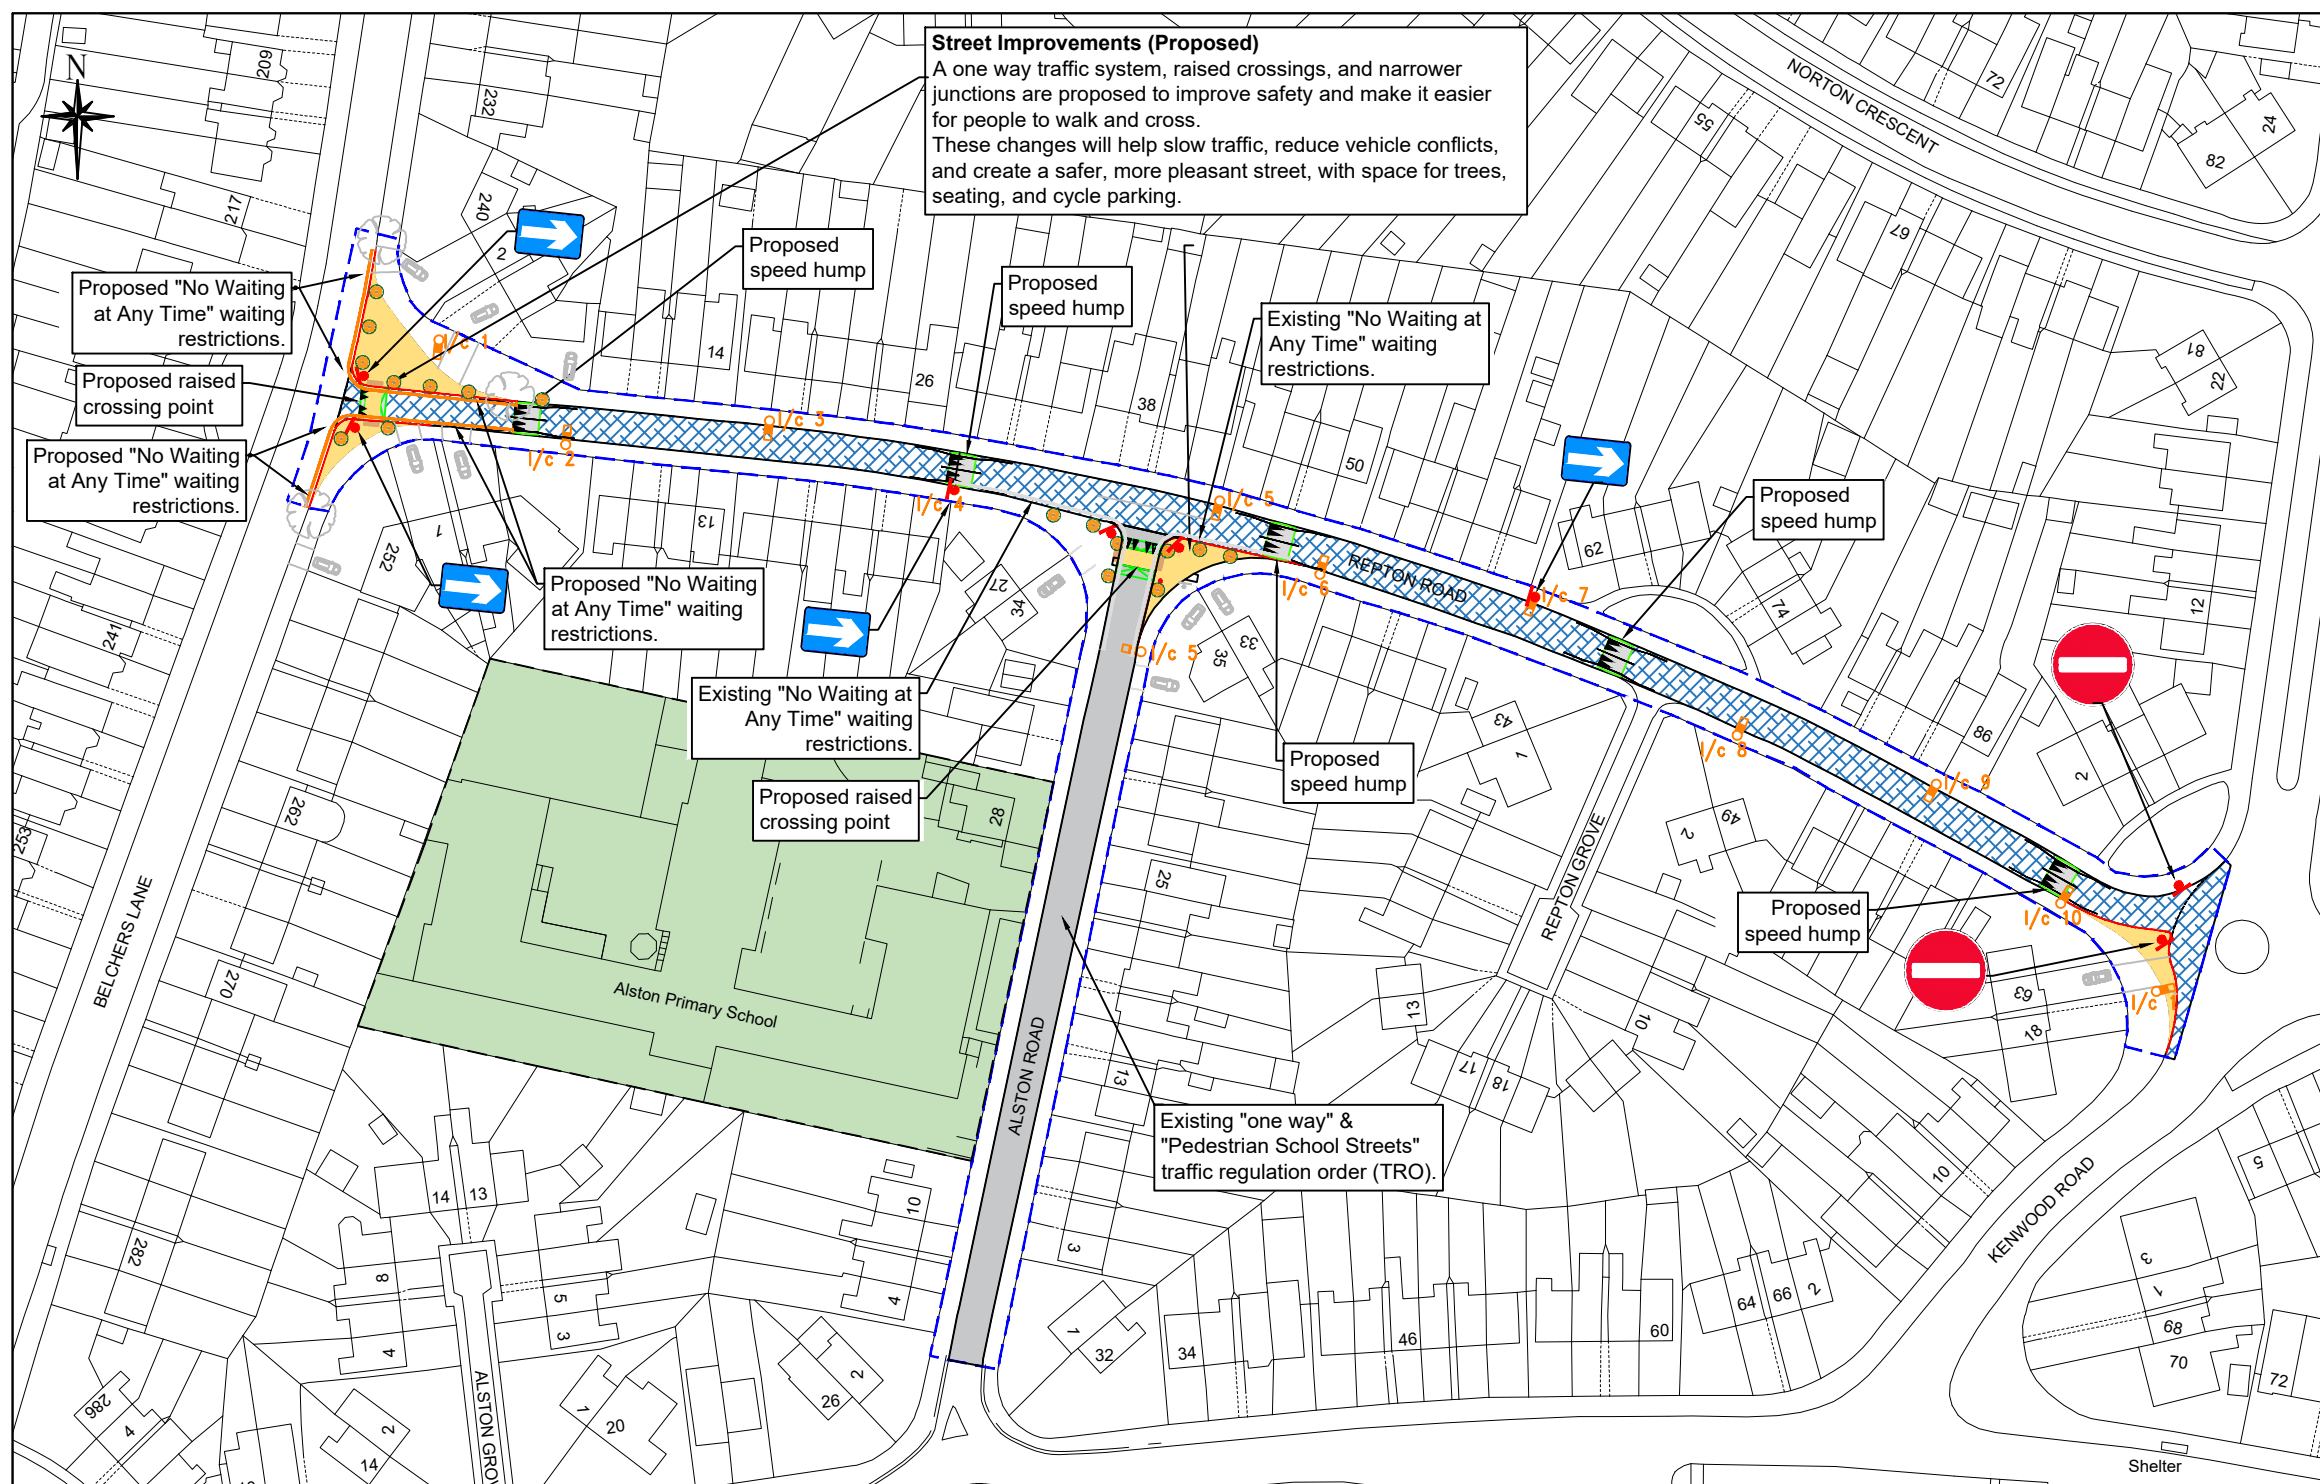 Street Improvements (Proposed)
A one way traffic system, raised crossings, and narrower
junctions are proposed to improve safety and make it easier
for people to walk and cross.
These changes will help slow traffic, reduce vehicle conflicts,
and create a safer, more pleasant street, with space for trees,
seating, and cycle parking.
N
209
232
217
240
2
NORTON CRESCENT
72
24
82
55
67
Proposed
speed hump
Proposed
speed hump
Existing "No Waiting at
Any Time" waiting
restrictions.
Proposed "No Waiting
at Any Time" waiting
restrictions.
Proposed raised
crossing point
Proposed "No Waiting
at Any Time" waiting
restrictions.
l/c 1
l/c 2
l/c 3
l/c 4
l/c 5
l/c 6
l/c 7
14
26
38
50
62
81
22
12
74
Proposed
speed hump
REPTON ROAD
13
1
252
241
27
34
Proposed "No Waiting
at Any Time" waiting
restrictions.
l/c 5
33
35
Existing "No Waiting at
Any Time" waiting
restrictions.
Proposed
speed hump
Proposed raised
crossing point
43
1
l/c 8
86
2
l/c 9
2
49
REPTON GROVE
262
253
28
25
BELCHERS LANE
270
Alston Primary School
ALSTON ROAD
13
Proposed
speed hump
l/c 10
63
18
l/c 1
13
10
17
18
Existing "one way" &
"Pedestrian School Streets"
traffic regulation order (TRO).
10
KENWOOD ROAD
5
3
1
68
70
72
14
13
10
3
282
8
5
4
4
3
286
4
2
14
ALSTON GROV
1
20
26
2
1
32
34
46
60
64
66
2
Shelter